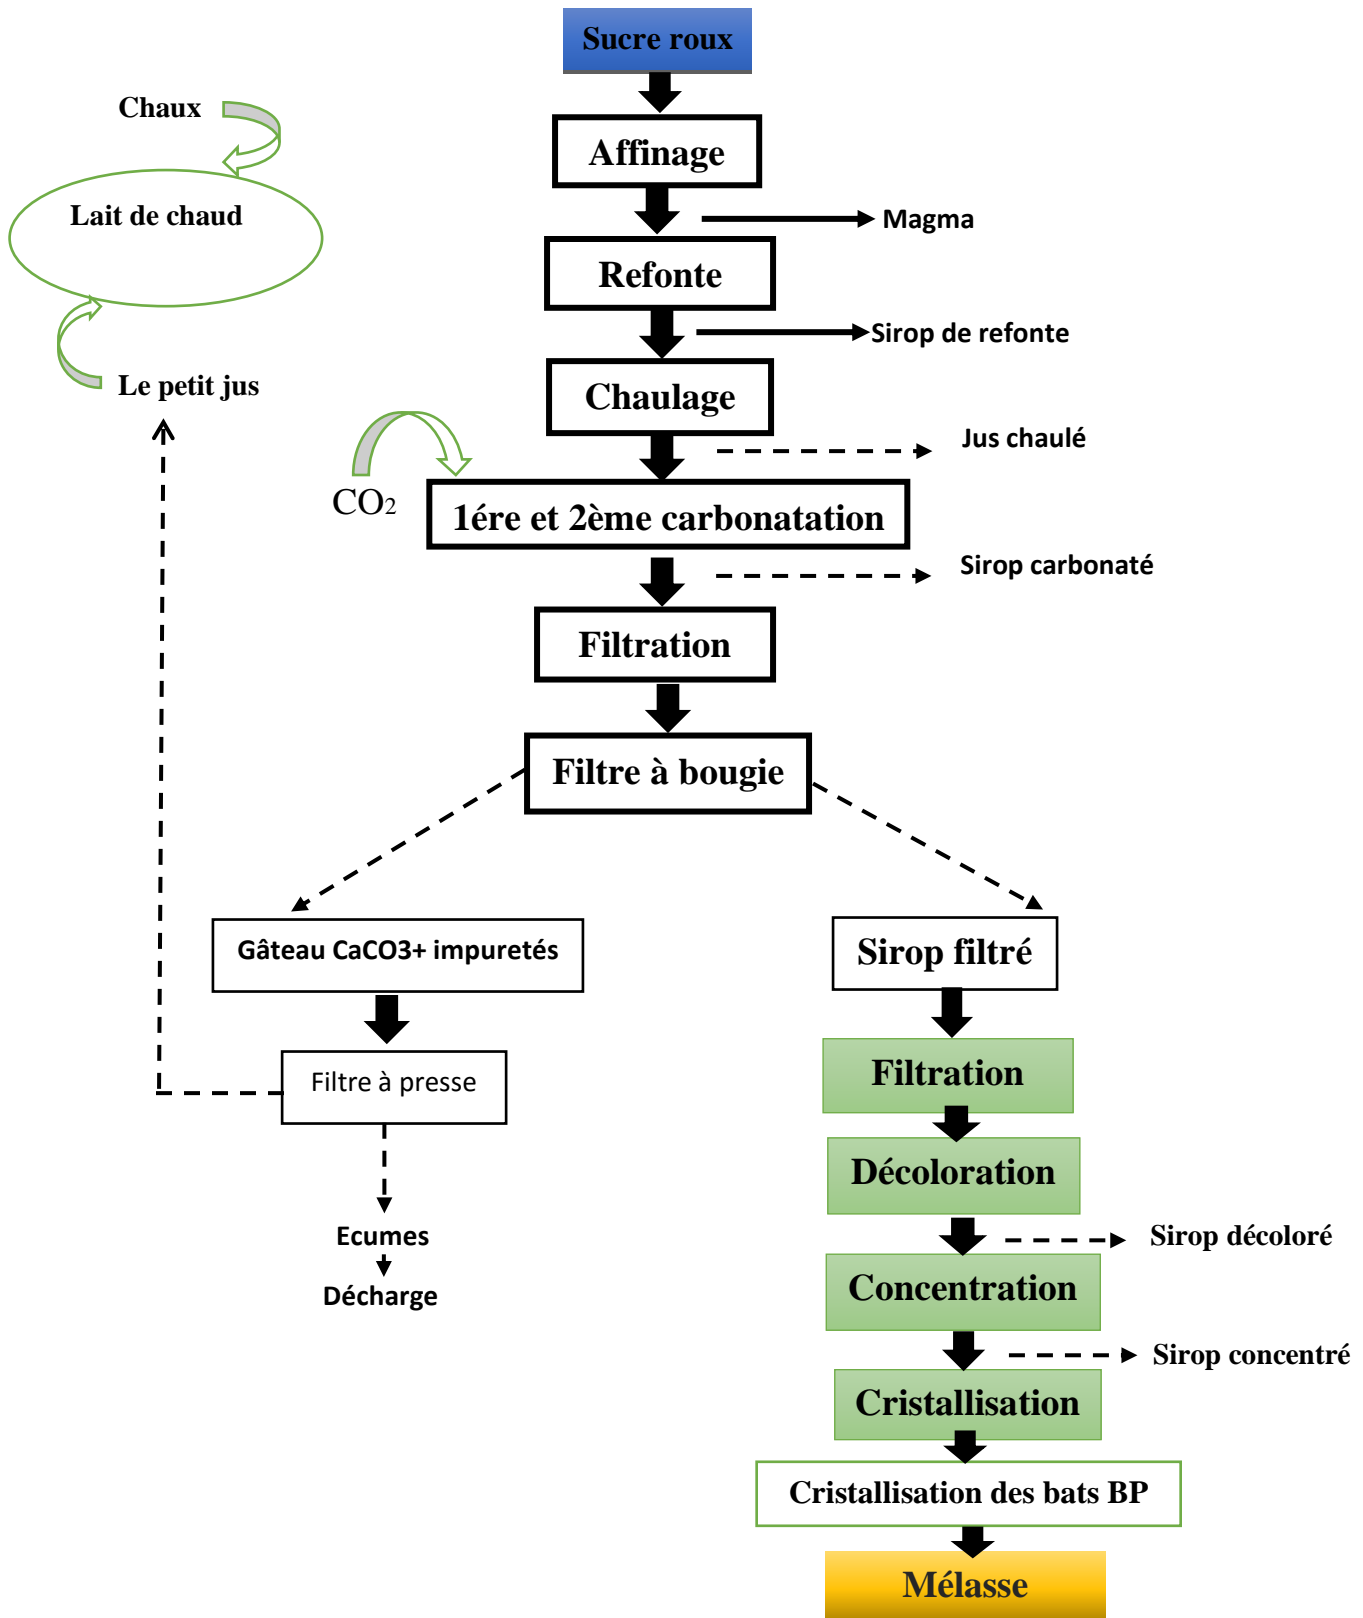 Sucre roux
Chaux
Affinage
Lait de chaud
Magma
Refonte
Sirop de refonte
Le petit jus
Chaulage
Jus chaulé
CO2
1ére et 2ème carbonatation
Sirop carbonaté
Filtration
Filtre à bougie
Gâteau CaCO3+ impuretés
Sirop filtré
Filtre à presse
Filtration
Décoloration
Ecumes
Sirop décoloré
Décharge
Concentration
Sirop concentré
Cristallisation
Cristallisation des bats BP
Mélasse